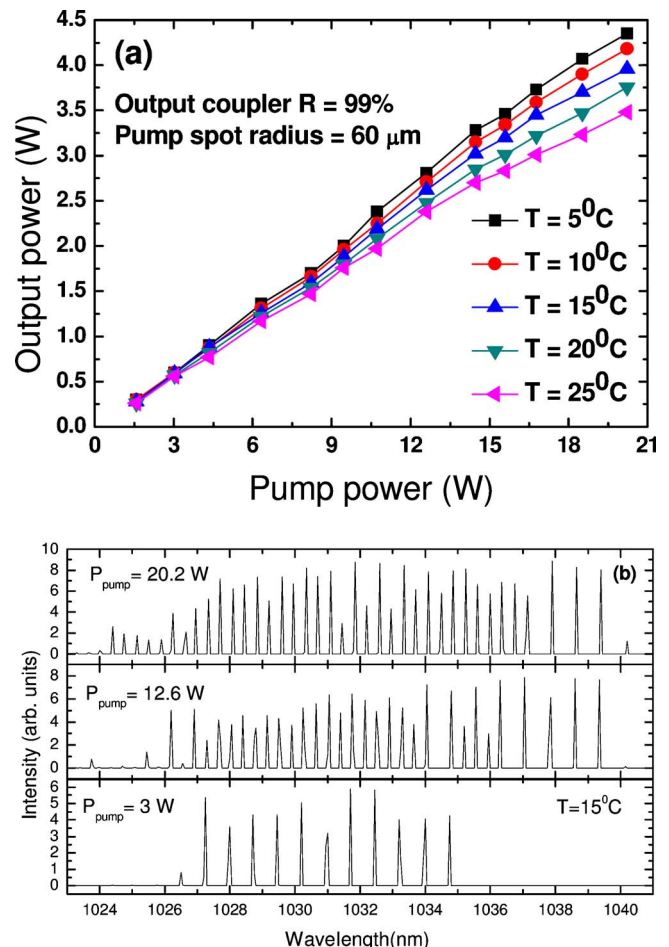 (a)
Output coupler R = 99%
Pump spot radius = 60 μm
T = 5⁰C
T = 10⁰C
T = 15⁰C
T = 20⁰C
T = 25⁰C
Output power (W)
4.5
4.0
3.5
3.0
2.5
2.0
1.5
1.0
0.5
0.0
0 3 6 9 12 15 18 21
Pump power (W)
(b)
P_pump = 20.2 W
10
8
6
4
2
0
P_pump = 12.6 W
8
6
4
2
0
P_pump = 3 W
T=15⁰C
6
5
4
3
2
1
0
Intensity (arb. units)
1024 1026 1028 1030 1032 1034 1036 1038 1040
Wavelength(nm)